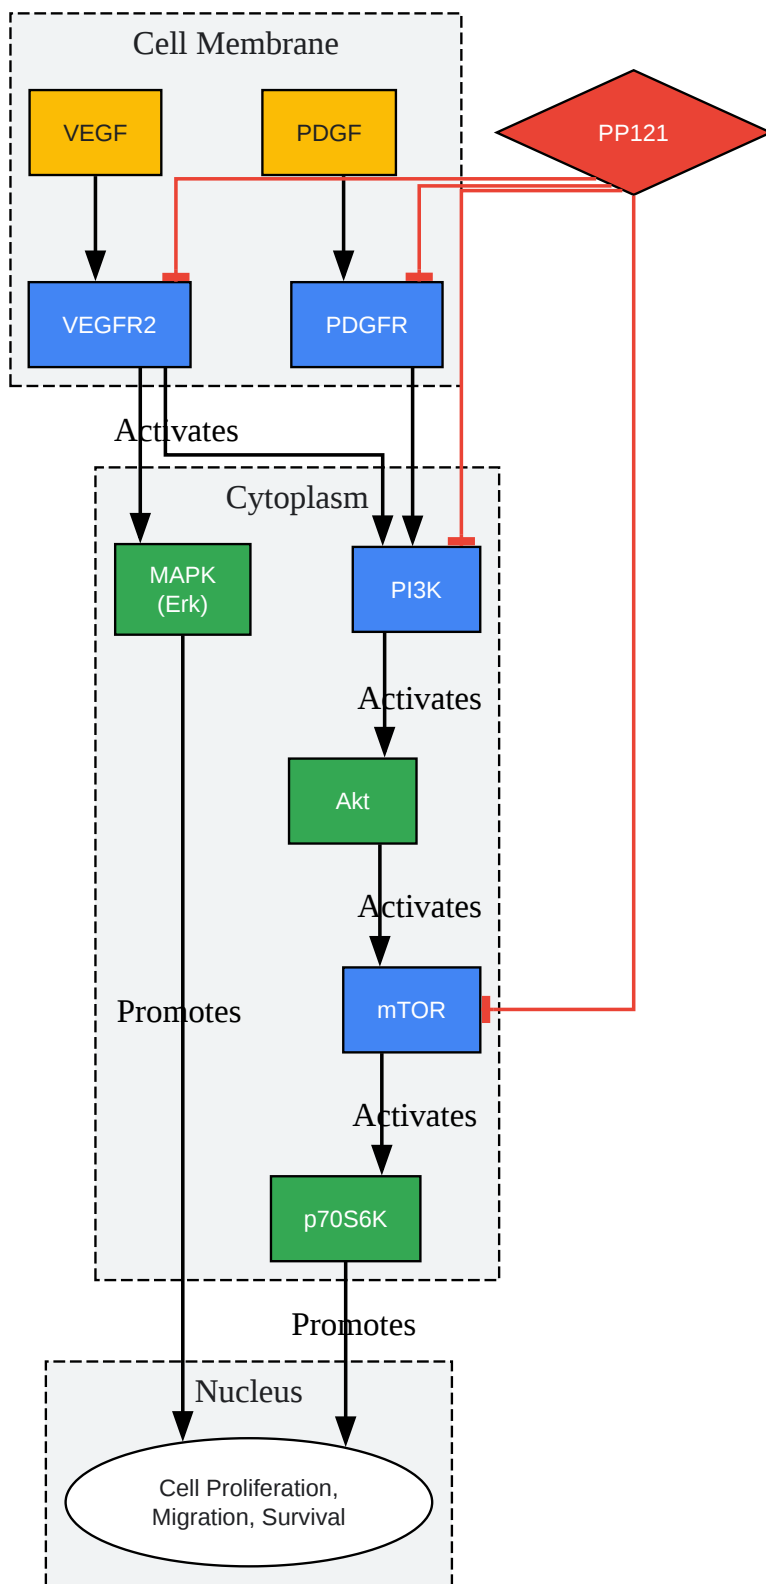 Cell Membrane
VEGF
PDGF
PP121
VEGFR2
PDGFR
Activates
Cytoplasm
MAPK
(Erk)
PI3K
Activates
Akt
Activates
Promotes
mTOR
Activates
p70S6K
Promotes
Nucleus
Cell Proliferation,
Migration, Survival